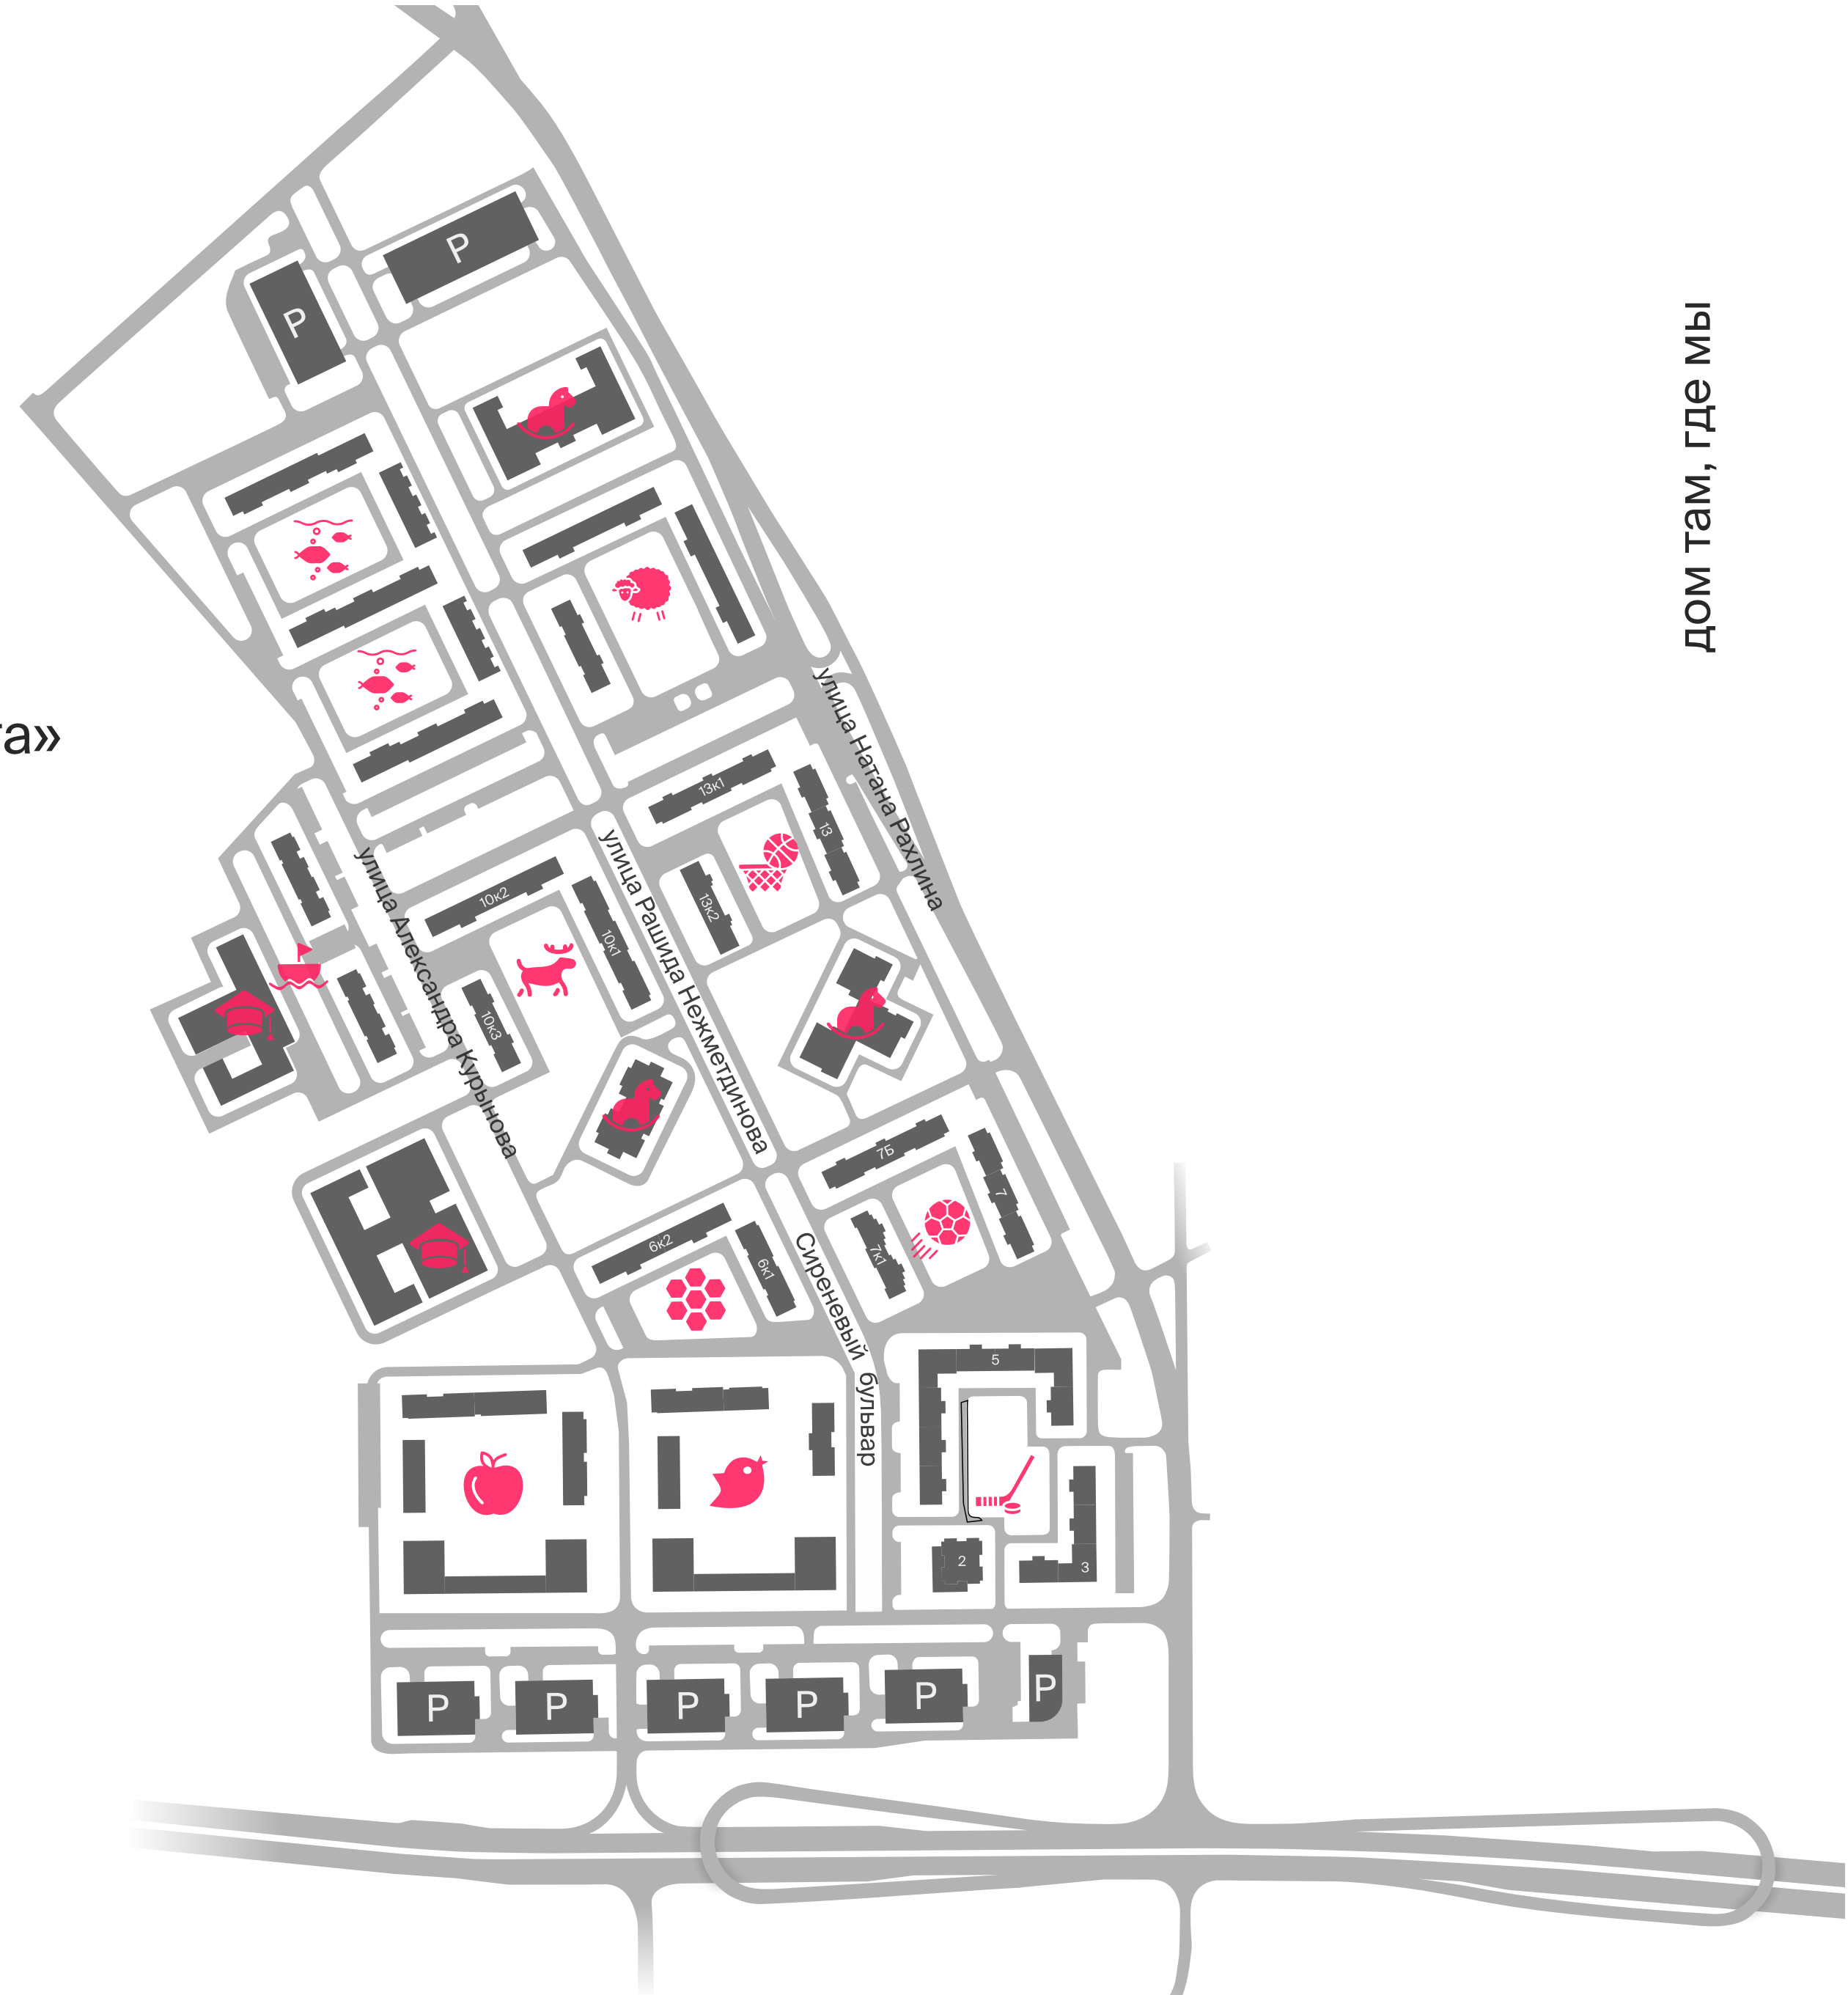 P
P
дом там, где мы
та»
улица Натана Рахлина
13к1
13
13к2
улица Рашида Нежметдинова
улица Александра Курынова
10к2
10к1
10к3
7Б
7
7к1
6к2
6к1
Сиреневый бульвар
5
2
3
P
P
P
P
P
P